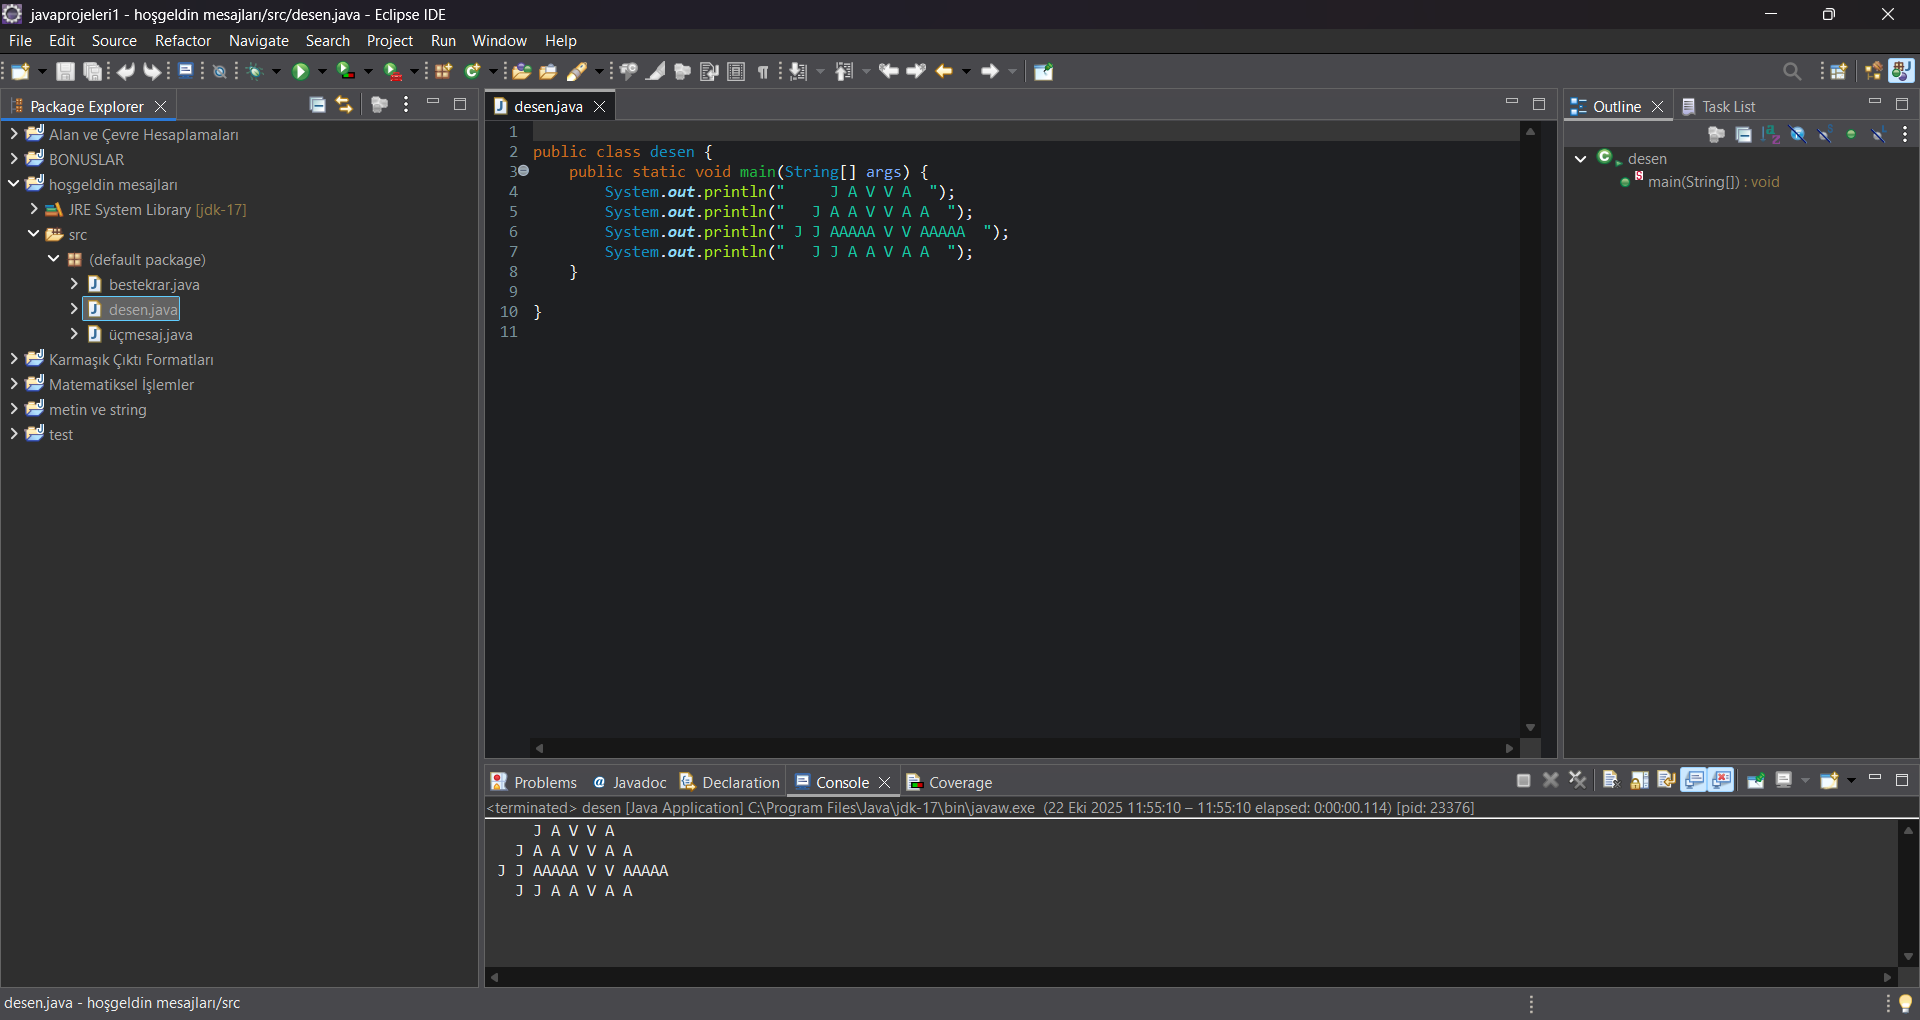 javaprojeleri1 - hoşgeldin mesajları/src/desen.java - Eclipse IDE
File Edit Source Refactor Navigate Search Project Run Window Help
Package Explorer
Alan ve Çevre Hesaplamaları
BONUSLAR
hoşgeldin mesajları
JRE System Library [jdk-17]
src
(default package)
bestekrar.java
desen.java
üçmesaj.java
Karmaşık Çıktı Formatları
Matematiksel İşlemler
metin ve string
test
desen.java
1
2 public class desen {
3 public static void main(String[] args) {
4 System.out.println("     J A V V A  ");
5 System.out.println("   J A A V V A A  ");
6 System.out.println(" J J AAAAA V V AAAAA  ");
7 System.out.println("   J J A A V A A  ");
8 }
9
10 }
11
Outline Task List
desen
main(String[]) : void
Problems Javadoc Declaration Console Coverage
<terminated> desen [Java Application] C:\Program Files\Java\jdk-17\bin\javaw.exe (22 Eki 2025 11:55:10 – 11:55:10 elapsed: 0:00:00.114) [pid: 23376]
J A V V A
J A A V V A A
J J AAAAA V V AAAAA
J J A A V A A
desen.java - hoşgeldin mesajları/src